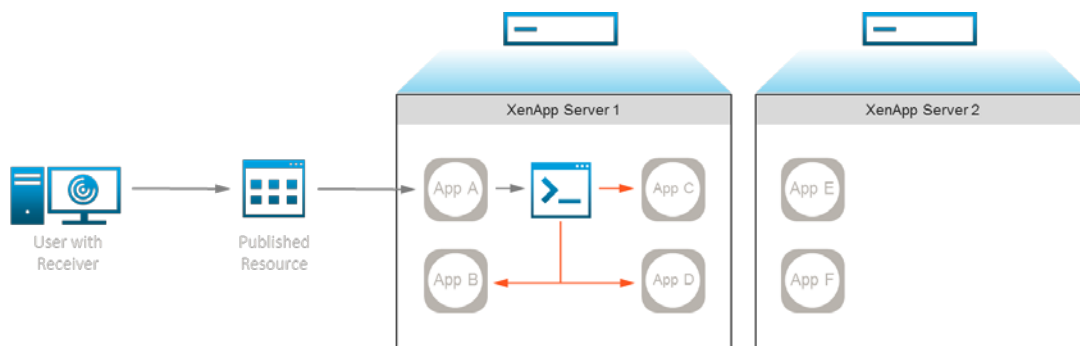 XenApp Server 1
XenApp Server 2
App A
App C
App E
User with
Receiver
Published
Resource
App B
App D
App F